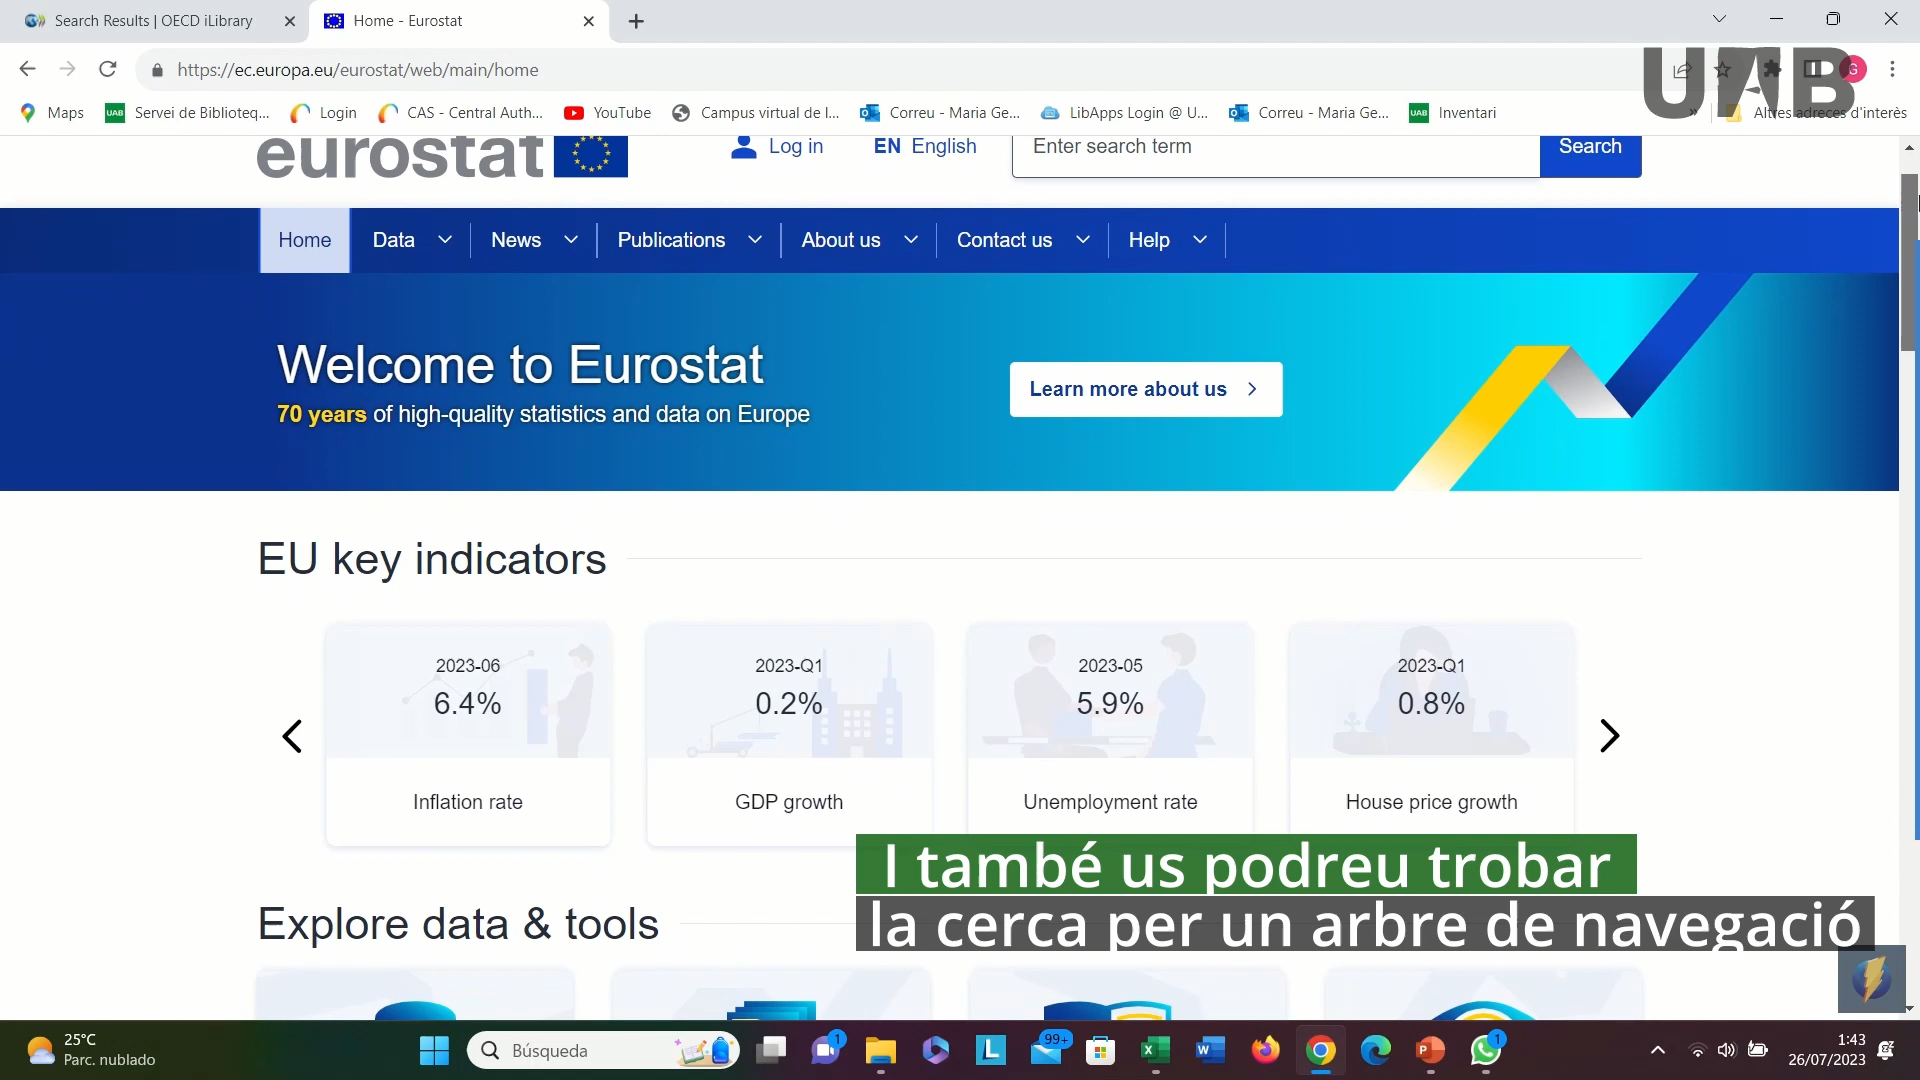 Search Results | OECD iLibrary
Home - Eurostat
https://ec.europa.eu/eurostat/web/main/home
UAB
G
Maps
UAB Servei de Biblioteq...
Login
CAS - Central Auth...
YouTube
Campus virtual de l...
Correu - Maria Ge...
LibApps Login @ U...
Correu - Maria Ge...
UAB Inventari
»
Altres adreces d'interès
eurostat
Log in
EN English
Enter search term
Search
Home
Data
News
Publications
About us
Contact us
Help
Welcome to Eurostat
70 years of high-quality statistics and data on Europe
Learn more about us
EU key indicators
2023-06
6.4%
Inflation rate
2023-Q1
0.2%
GDP growth
2023-05
5.9%
Unemployment rate
2023-Q1
0.8%
House price growth
I també us podreu trobar
la cerca per un arbre de navegació
Explore data & tools
25°C
Parc. nublado
Búsqueda
1
L
99+
1
1:43
26/07/2023